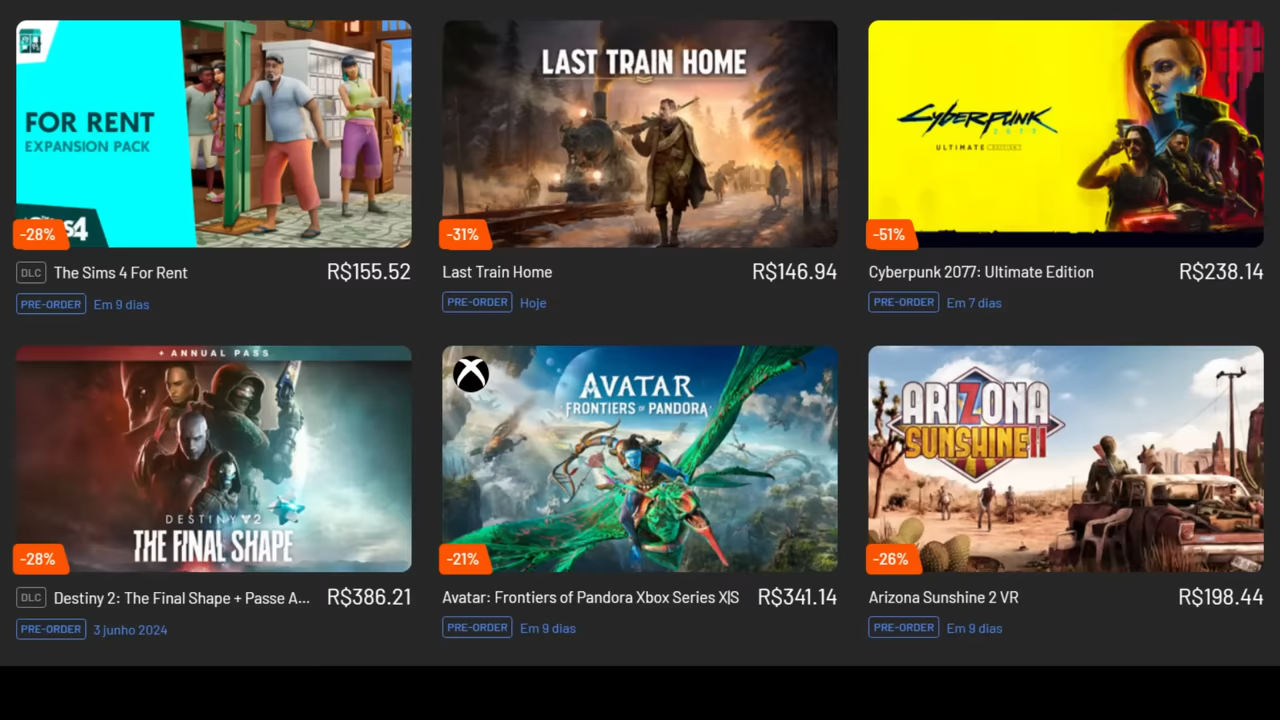 FOR RENT
EXPANSION PACK
S4
-28%
DLC The Sims 4 For Rent R$155.52
PRE-ORDER Em 9 dias
LAST TRAIN HOME
-31%
Last Train Home R$146.94
PRE-ORDER Hoje
CYBERPUNK
2077
ULTIMATE EDITION
-51%
Cyberpunk 2077: Ultimate Edition R$238.14
PRE-ORDER Em 7 dias
+ ANNUAL PASS
DESTINY 2
THE FINAL SHAPE
-28%
DLC Destiny 2: The Final Shape + Passe A... R$386.21
PRE-ORDER 3 junho 2024
AVATAR
FRONTIERS OF PANDORA
-21%
Avatar: Frontiers of Pandora Xbox Series X|S R$341.14
PRE-ORDER Em 9 dias
ARIZONA
SUNSHINE II
-26%
Arizona Sunshine 2 VR R$198.44
PRE-ORDER Em 9 dias